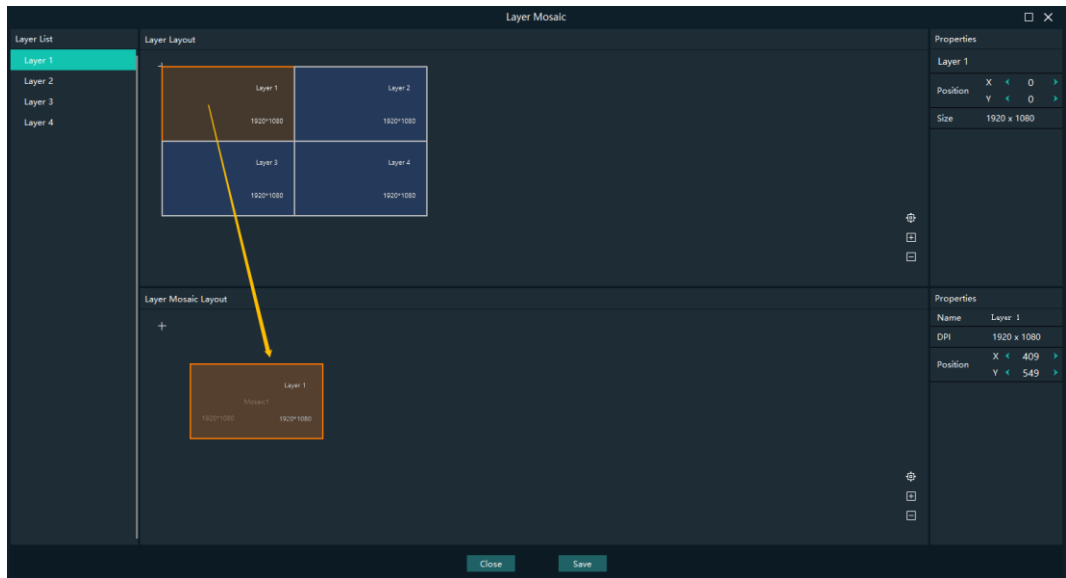 Layer Mosaic
Layer List
Layer 1
Layer 2
Layer 3
Layer 4
Layer Layout
Layer 1
1920*1080
Layer 2
1920*1080
Layer 3
1920*1080
Layer 4
1920*1080
Properties
Layer 1
Position X 0
Y 0
Size 1920 x 1080
Layer Mosaic Layout
Layer 1
Mosaic1
1920*1080 1920*1080
Properties
Name Layer 1
DPI 1920 x 1080
Position X 409
Y 549
Close Save